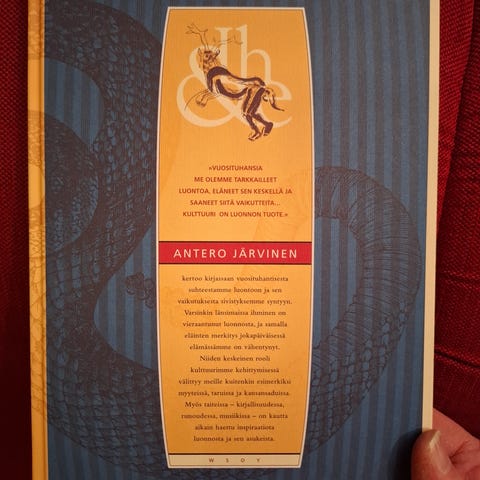 h
& e
»VUOSITUHANSIA
ME OLEMME TARKKAILLEET
LUONTOA, ELÄNEET SEN KESKELLÄ JA
SAANEET SIITÄ VAIKUTTEITA...
KULTTUURI ON LUONNON TUOTE.»
ANTERO JÄRVINEN
kertoo kirjassaan vuosituhantisesta
suhteestamme luontoon ja sen
vaikutuksesta sivistyksemme syntyyn.
Varsinkin länsimaissa ihminen on
vieraantunut luonnosta, ja samalla
eläinten merkitys jokapäiväisessä
elämässämme on vähentynyt.
Niiden keskeinen rooli
kulttuurimme kehittymisessä
välittyy meille kuitenkin esimerkiksi
myyteissä, taruissa ja kansansaduissa.
Myös taiteissa – kirjallisuudessa,
runoudessa, musiikissa – on kautta
aikain haettu inspiraatiota
luonnosta ja sen asukeista.
WSOY